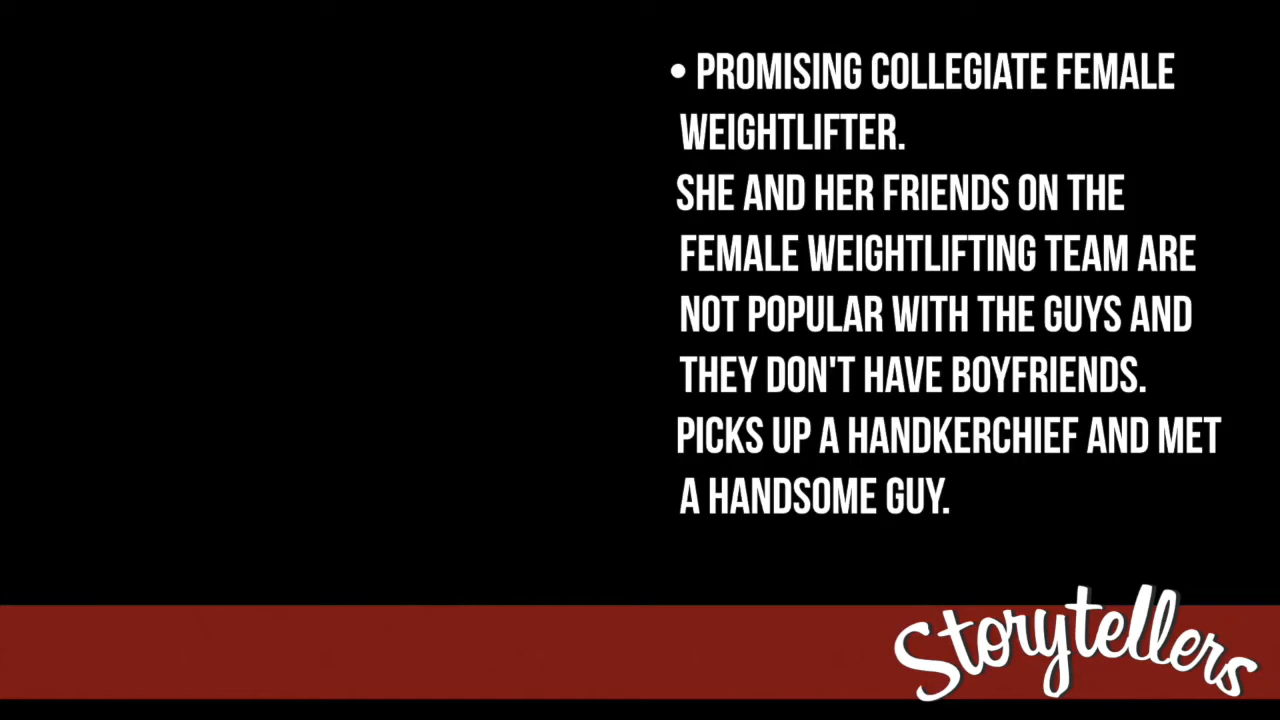 • PROMISING COLLEGIATE FEMALE
WEIGHTLIFTER.
SHE AND HER FRIENDS ON THE
FEMALE WEIGHTLIFTING TEAM ARE
NOT POPULAR WITH THE GUYS AND
THEY DON'T HAVE BOYFRIENDS.
PICKS UP A HANDKERCHIEF AND MET
A HANDSOME GUY.
Storytellers